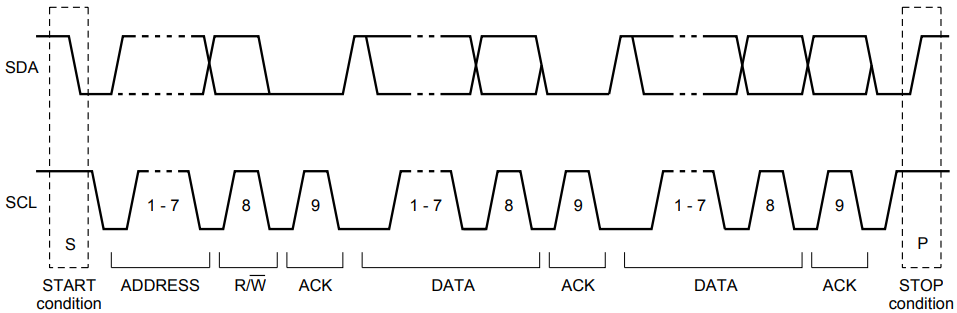 SDA
SCL
1 - 7
8
9
1 - 7
8
9
1 - 7
8
9
S
P
START
condition
ADDRESS
R/W̅
ACK
DATA
ACK
DATA
ACK
STOP
condition